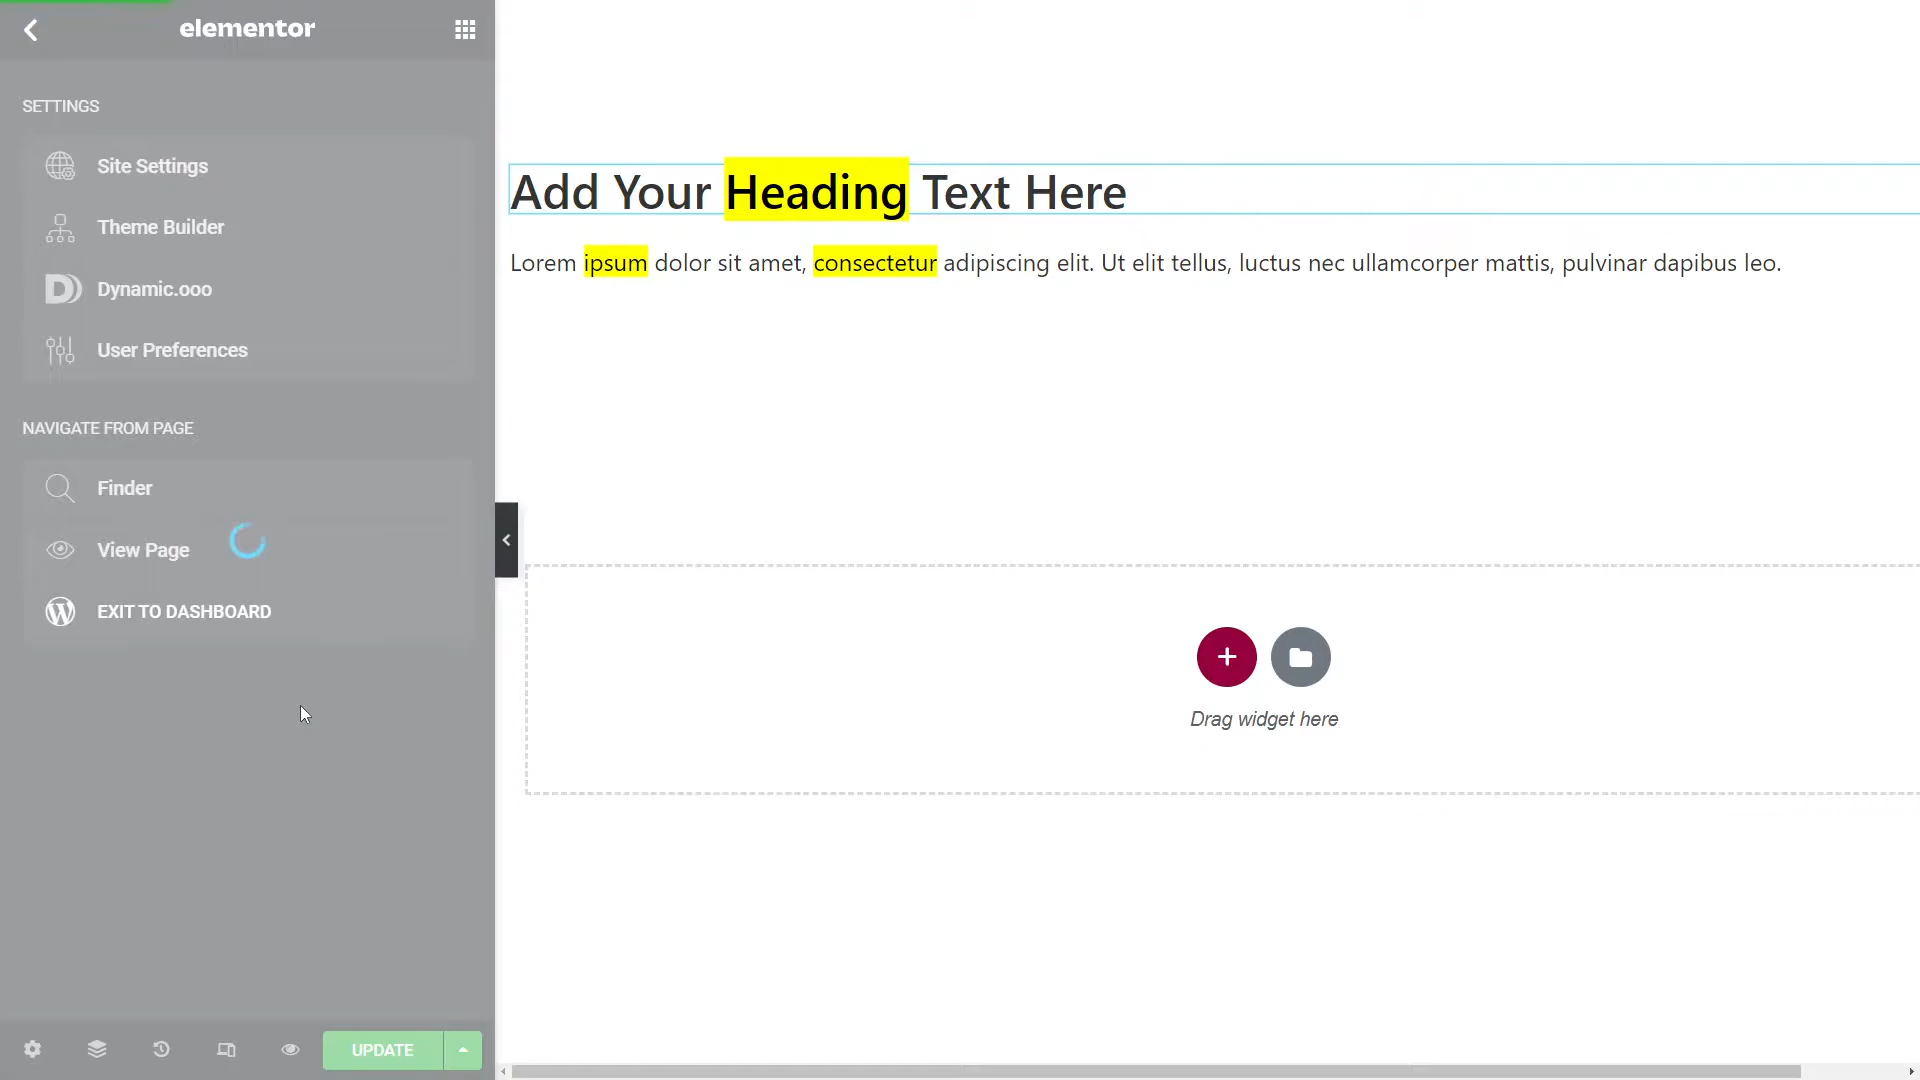 elementor
SETTINGS
Site Settings
Theme Builder
Dynamic.ooo
User Preferences
NAVIGATE FROM PAGE
Finder
View Page
EXIT TO DASHBOARD
UPDATE
Add Your Heading Text Here
Lorem ipsum dolor sit amet, consectetur adipiscing elit. Ut elit tellus, luctus nec ullamcorper mattis, pulvinar dapibus leo.
Drag widget here